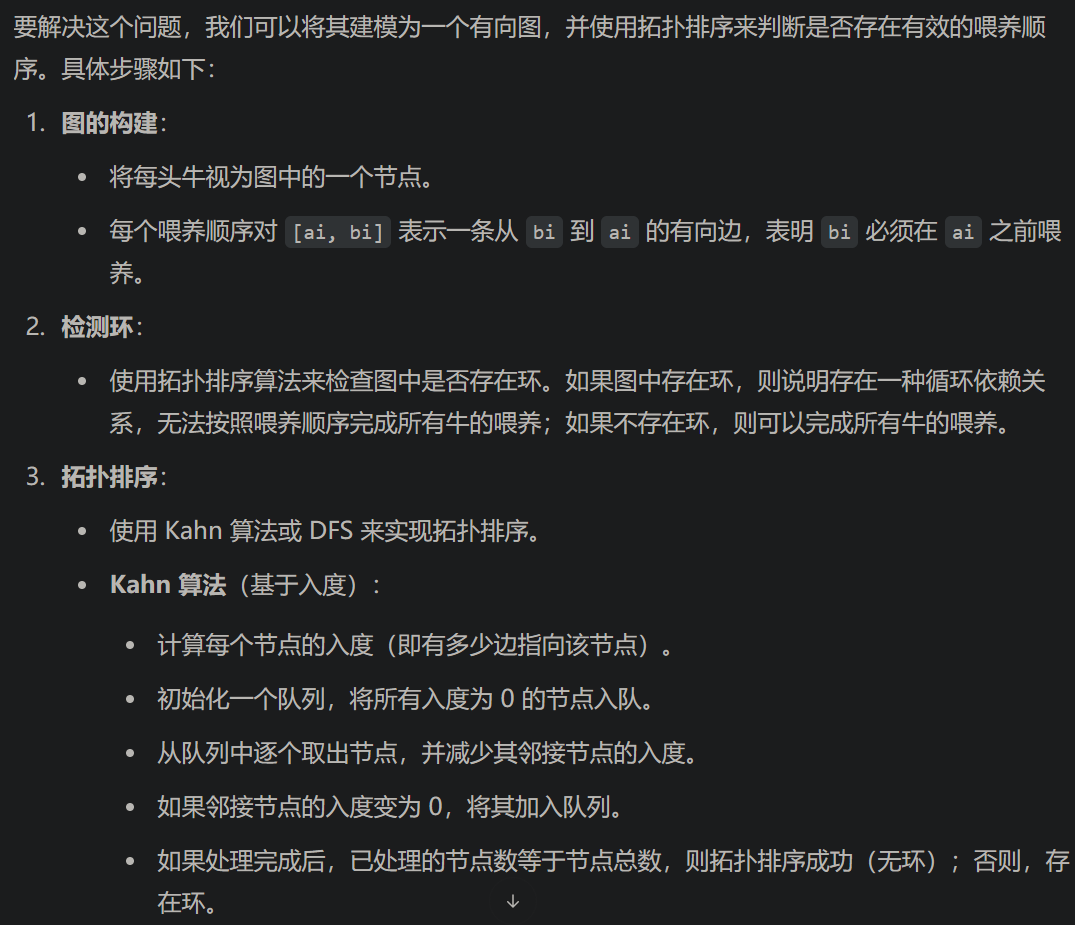 要解决这个问题，我们可以将其建模为一个有向图，并使用拓扑排序来判断是否存在有效的喂养顺
序。具体步骤如下：
1. 图的构建：
• 将每头牛视为图中的一个节点。
• 每个喂养顺序对 [ai, bi] 表示一条从 bi 到 ai 的有向边，表明 bi 必须在 ai 之前喂
养。
2. 检测环：
• 使用拓扑排序算法来检查图中是否存在环。如果图中存在环，则说明存在一种循环依赖关
系，无法按照喂养顺序完成所有牛的喂养；如果不存在环，则可以完成所有牛的喂养。
3. 拓扑排序：
• 使用 Kahn 算法或 DFS 来实现拓扑排序。
• Kahn 算法（基于入度）：
• 计算每个节点的入度（即有多少边指向该节点）。
• 初始化一个队列，将所有入度为 0 的节点入队。
• 从队列中逐个取出节点，并减少其邻接节点的入度。
• 如果邻接节点的入度变为 0，将其加入队列。
• 如果处理完成后，已处理的节点数等于节点总数，则拓扑排序成功（无环）；否则，存
在环。